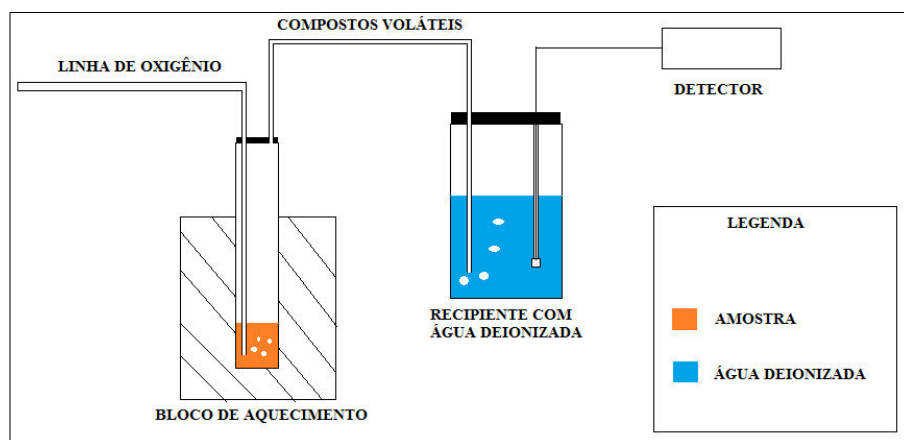 COMPOSTOS VOLÁTEIS
LINHA DE OXIGÊNIO
DETECTOR
LEGENDA
RECIPIENTE COM
ÁGUA DEIONIZADA
AMOSTRA
ÁGUA DEIONIZADA
BLOCO DE AQUECIMENTO